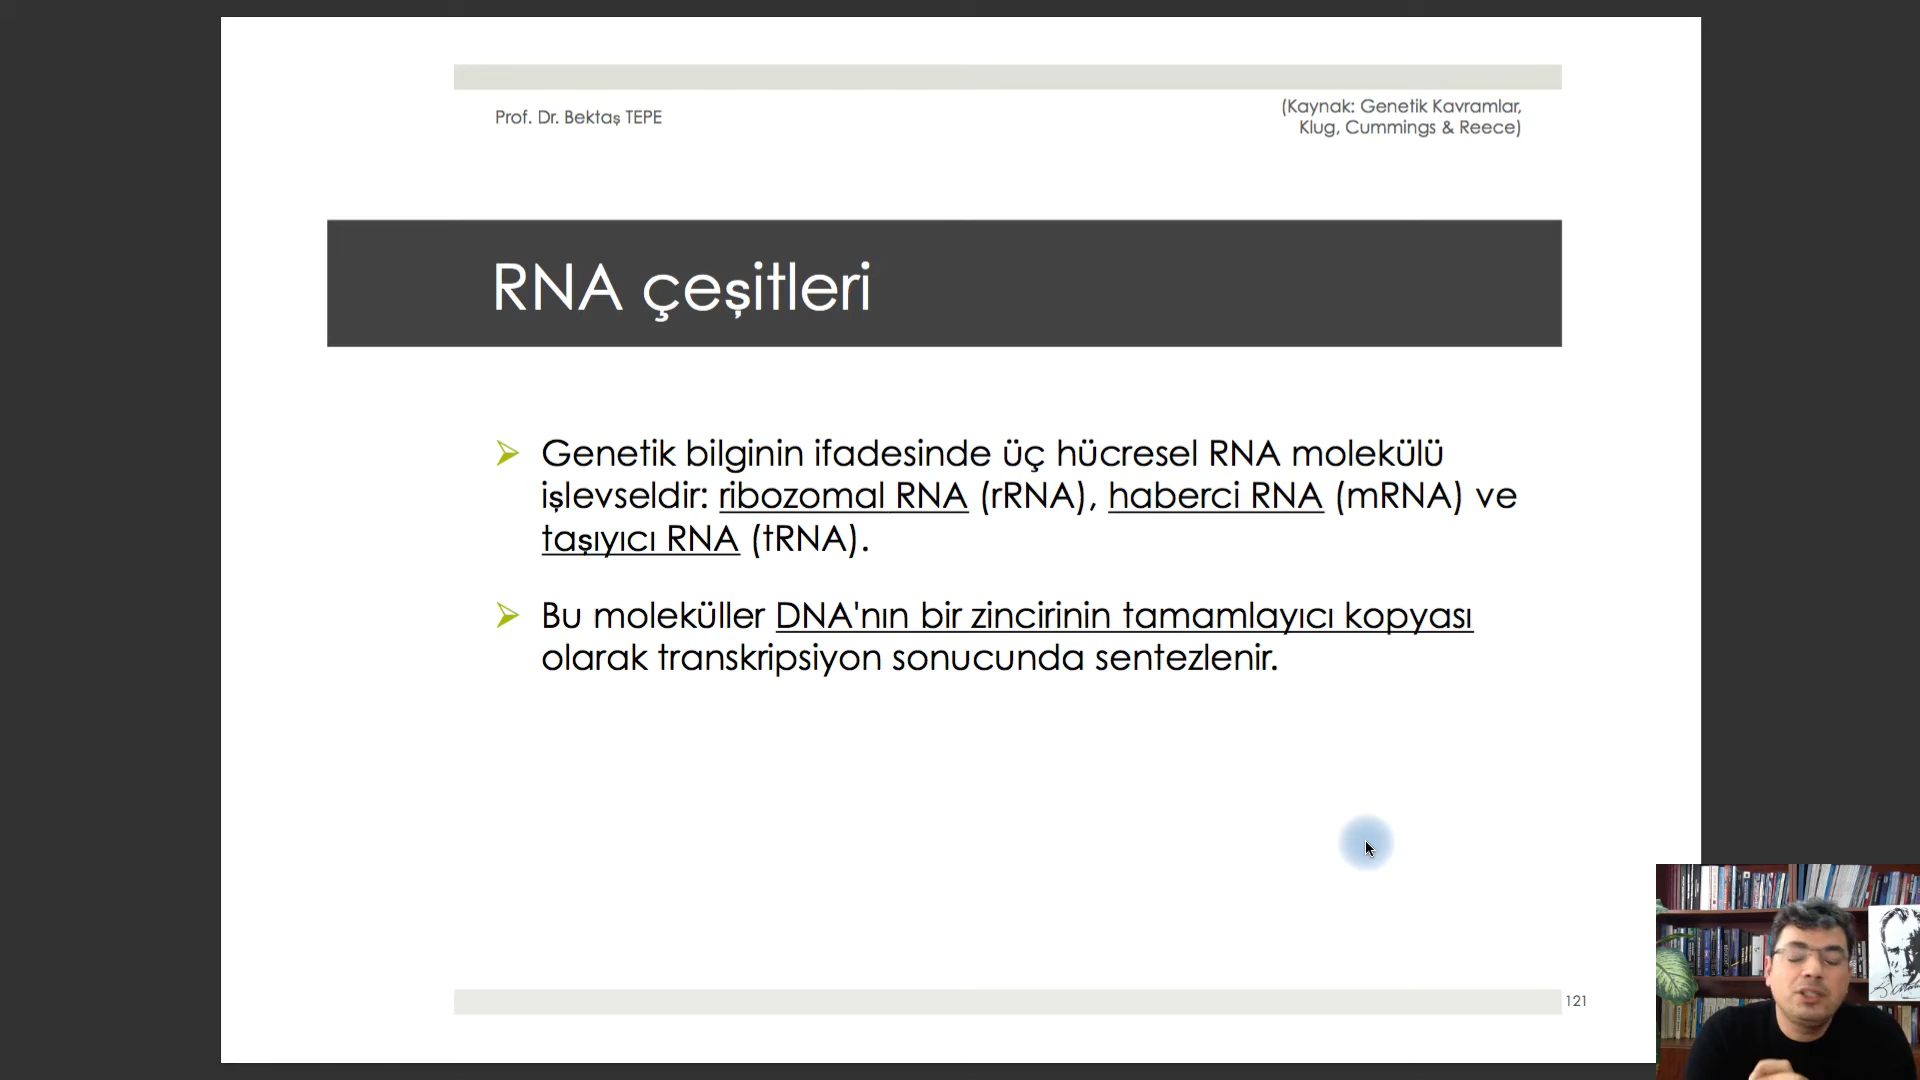 Prof. Dr. Bektaş TEPE
(Kaynak: Genetik Kavramlar,
Klug, Cummings & Reece)
RNA çeşitleri
Genetik bilginin ifadesinde üç hücresel RNA molekülü
işlevseldir: ribozomal RNA (rRNA), haberci RNA (mRNA) ve
taşıyıcı RNA (tRNA).
Bu moleküller DNA'nın bir zincirinin tamamlayıcı kopyası
olarak transkripsiyon sonucunda sentezlenir.
121